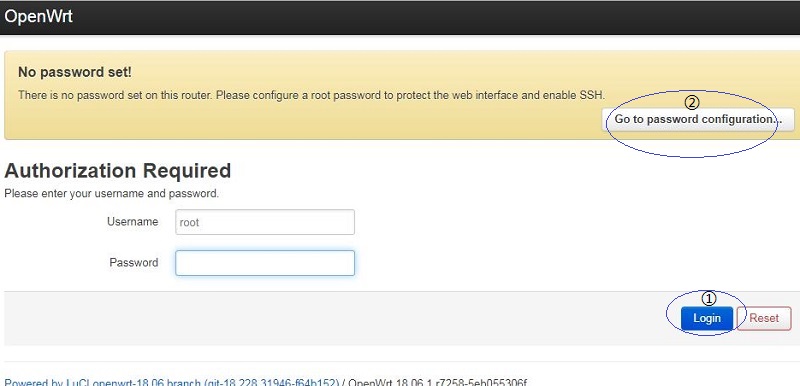 OpenWrt
No password set!
There is no password set on this router. Please configure a root password to protect the web interface and enable SSH.
②
Go to password configuration...
Authorization Required
Please enter your username and password.
Username root
Password
①
Login Reset
Powered by LuCI openwrt-18.06 branch (git-18.228.31946-f64b152) / OpenWrt 18.06.1 r7258-5eb055306f